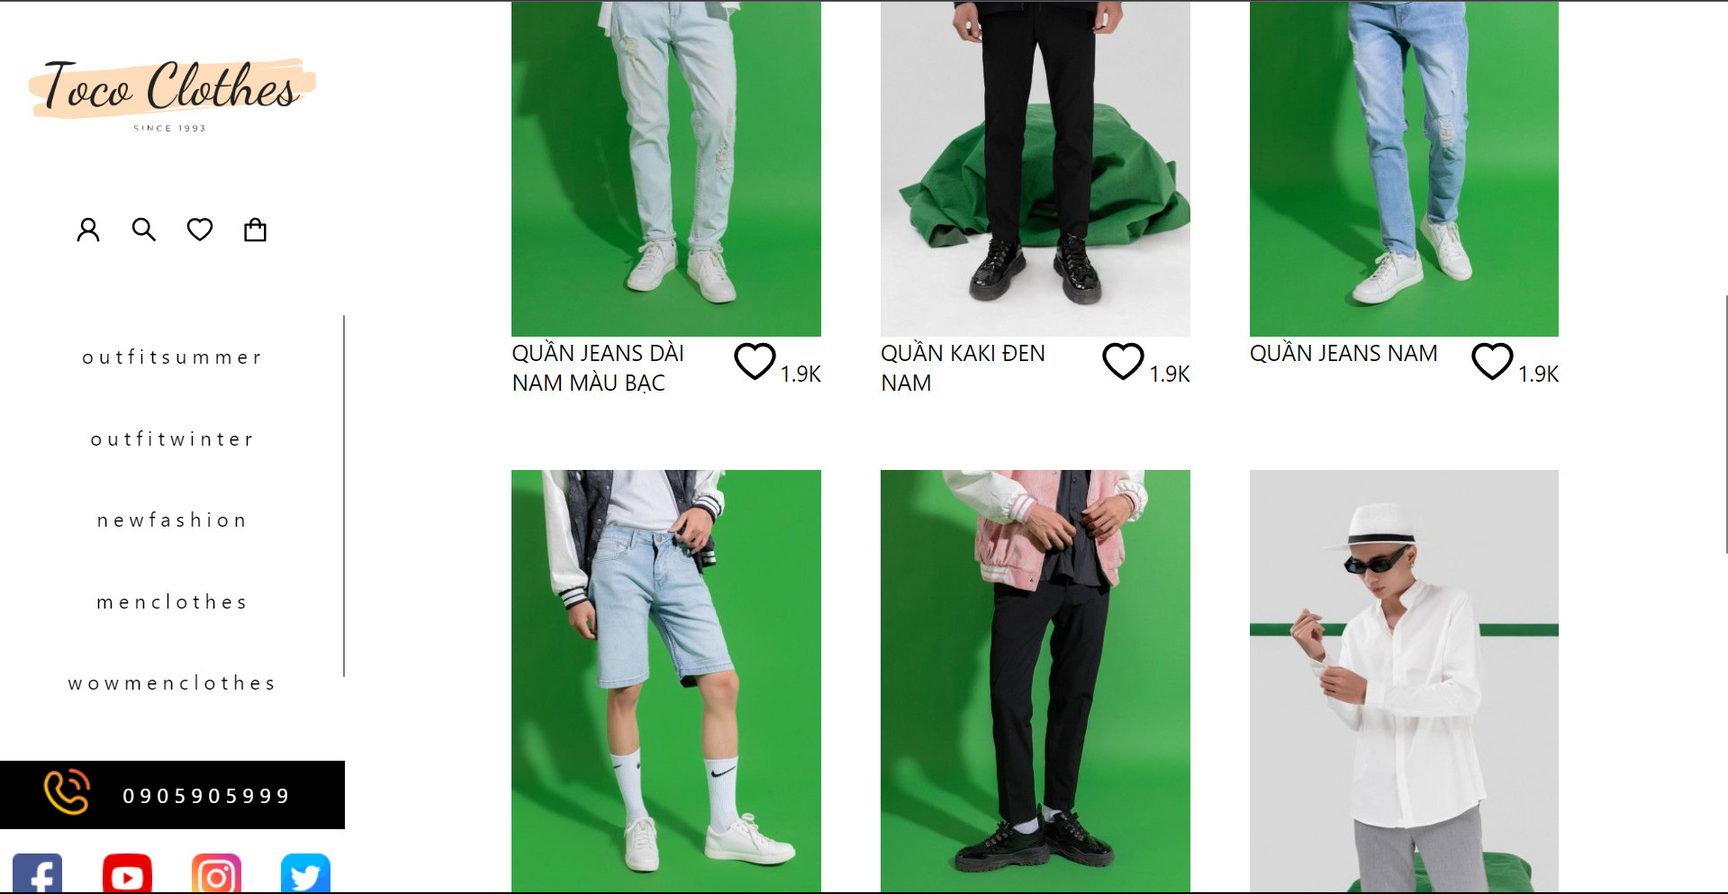 Toco Clothes
SINCE 1993
outfitsummer
outfitwinter
newfashion
menclothes
wowmenclothes
0905905999
QUẦN JEANS DÀI
NAM MÀU BẠC
1.9K
QUẦN KAKI ĐEN
NAM
1.9K
QUẦN JEANS NAM
1.9K